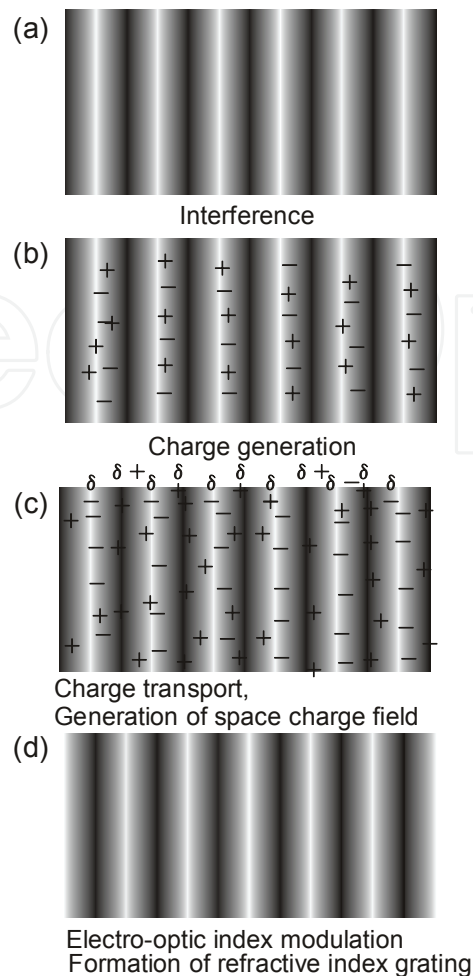 (a)
Interference
(b)
Charge generation
δ δ + δ δ δ δ δ δ + δ − δ δ
(c)
Charge transport,
Generation of space charge field
(d)
Electro-optic index modulation
Formation of refractive index grating